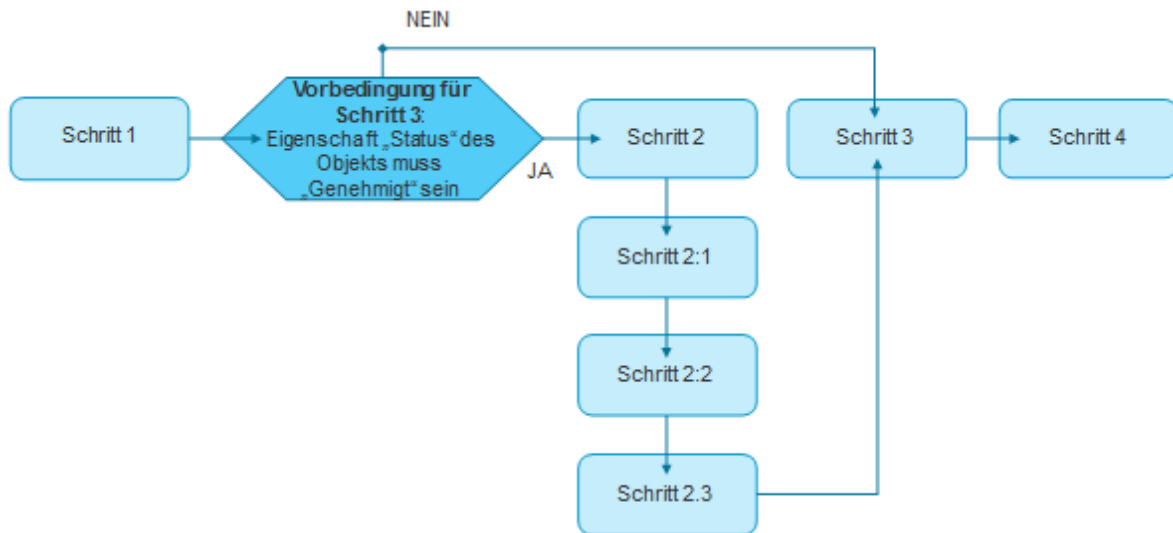 NEIN
Schritt 1
Vorbedingung für
Schritt 3:
Eigenschaft „Status“ des
Objekts muss
„Genehmigt“ sein
JA
Schritt 2
Schritt 3
Schritt 4
Schritt 2:1
Schritt 2:2
Schritt 2.3